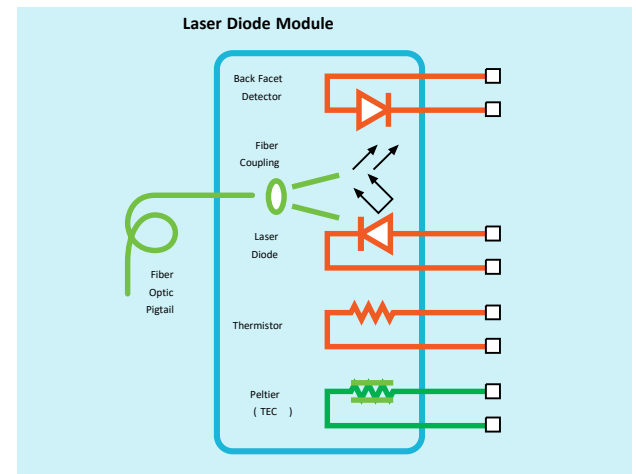 Laser Diode Module
Back Facet
Detector
Fiber
Coupling
Laser
Diode
Fiber
Optic
Pigtail
Thermistor
Peltier
( TEC )